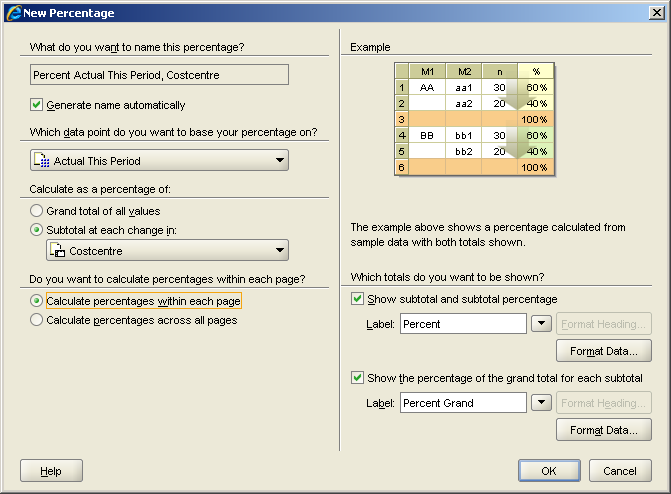 New Percentage
What do you want to name this percentage?
Percent Actual This Period, Costcentre
Generate name automatically
Which data point do you want to base your percentage on?
Actual This Period
Calculate as a percentage of:
Grand total of all values
Subtotal at each change in:
Costcentre
Do you want to calculate percentages within each page?
Calculate percentages within each page
Calculate percentages across all pages
Example
M1 M2 n %
1 AA aa1 30 60%
2 aa2 20 40%
3 100%
4 BB bb1 30 60%
5 bb2 20 40%
6 100%
The example above shows a percentage calculated from
sample data with both totals shown.
Which totals do you want to be shown?
Show subtotal and subtotal percentage
Label: Percent Format Heading...
Format Data...
Show the percentage of the grand total for each subtotal
Label: Percent Grand Format Heading...
Format Data...
Help OK Cancel